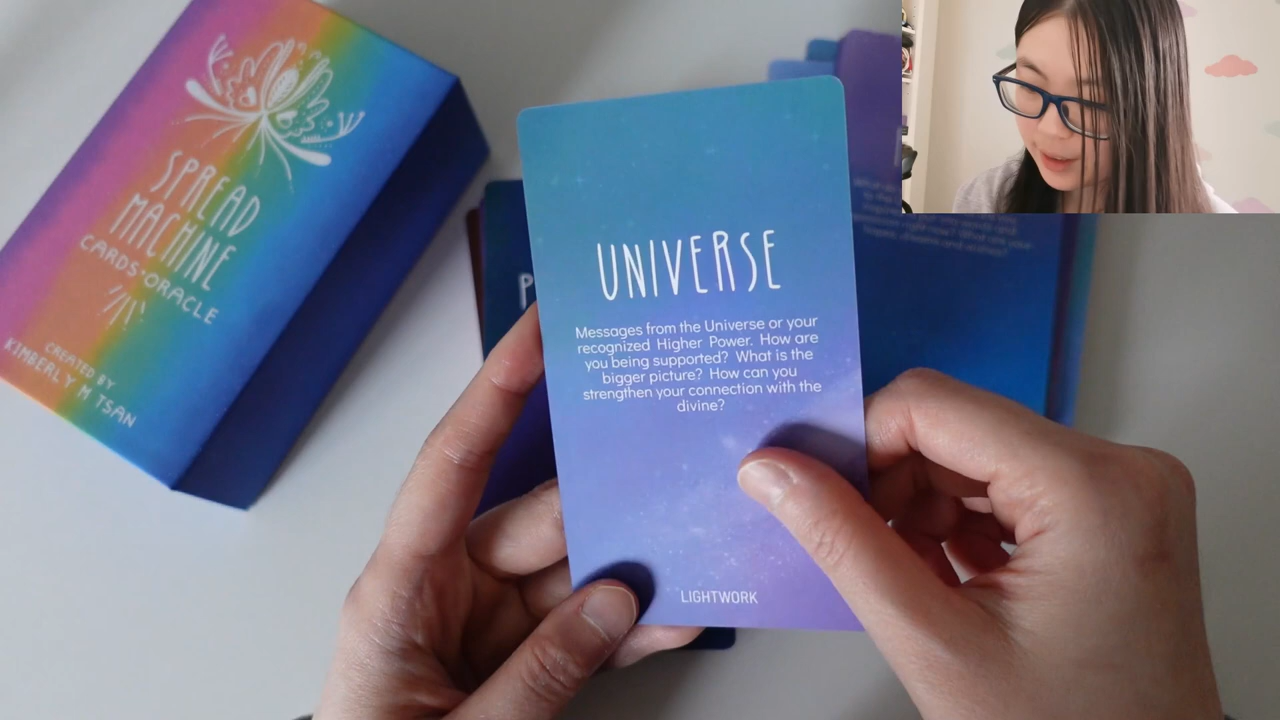 SPREAD
MACHINE
CARDS·ORACLE
CREATED BY
KIMBERLY M TSAN
P
UNIVERSE
Messages from the Universe or your
recognized Higher Power. How are
you being supported? What is the
bigger picture? How can you
strengthen your connection with the
divine?
LIGHTWORK